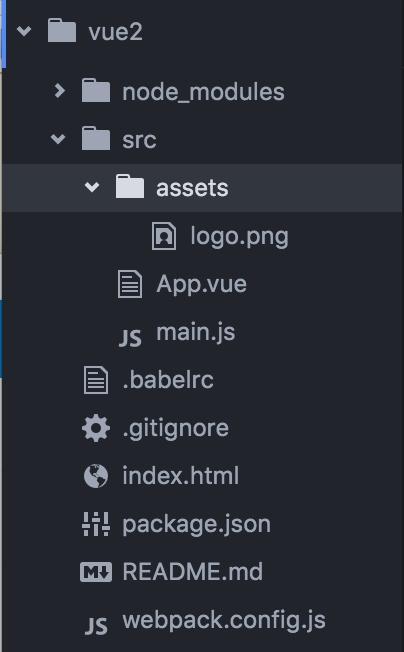 vue2
node_modules
src
assets
logo.png
App.vue
JS main.js
.babelrc
.gitignore
index.html
package.json
M↓ README.md
JS webpack.config.js